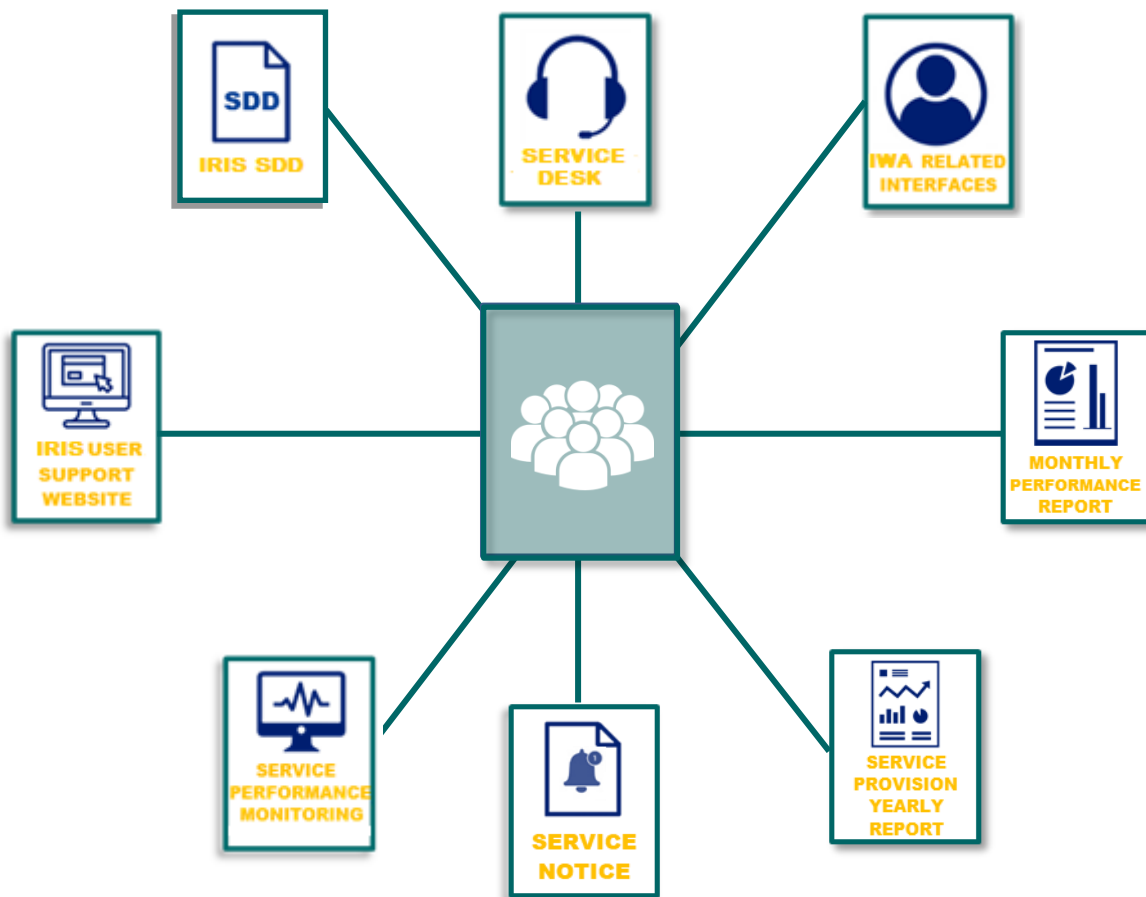 SDD
IRIS SDD
SERVICE
DESK
IWA RELATED
INTERFACES
IRIS USER
SUPPORT
WEBSITE
MONTHLY
PERFORMANCE
REPORT
SERVICE
PERFORMANCE
MONITORING
1
SERVICE
NOTICE
SERVICE
PROVISION
YEARLY
REPORT